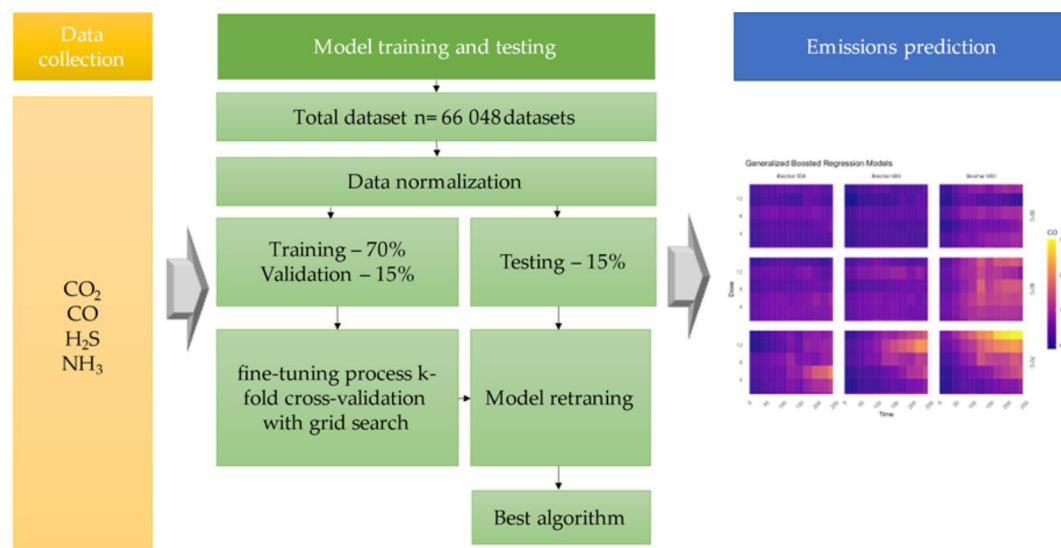 Data
collection
Model training and testing
Emissions prediction
Total dataset n= 66 048 datasets
Data normalization
Training – 70%
Validation – 15%
Testing – 15%
CO₂
CO
H₂S
NH₃
fine-tuning process k-
fold cross-validation
with grid search
Model retraning
Best algorithm
Generalized Boosted Regression Models
CO
Dose
Time